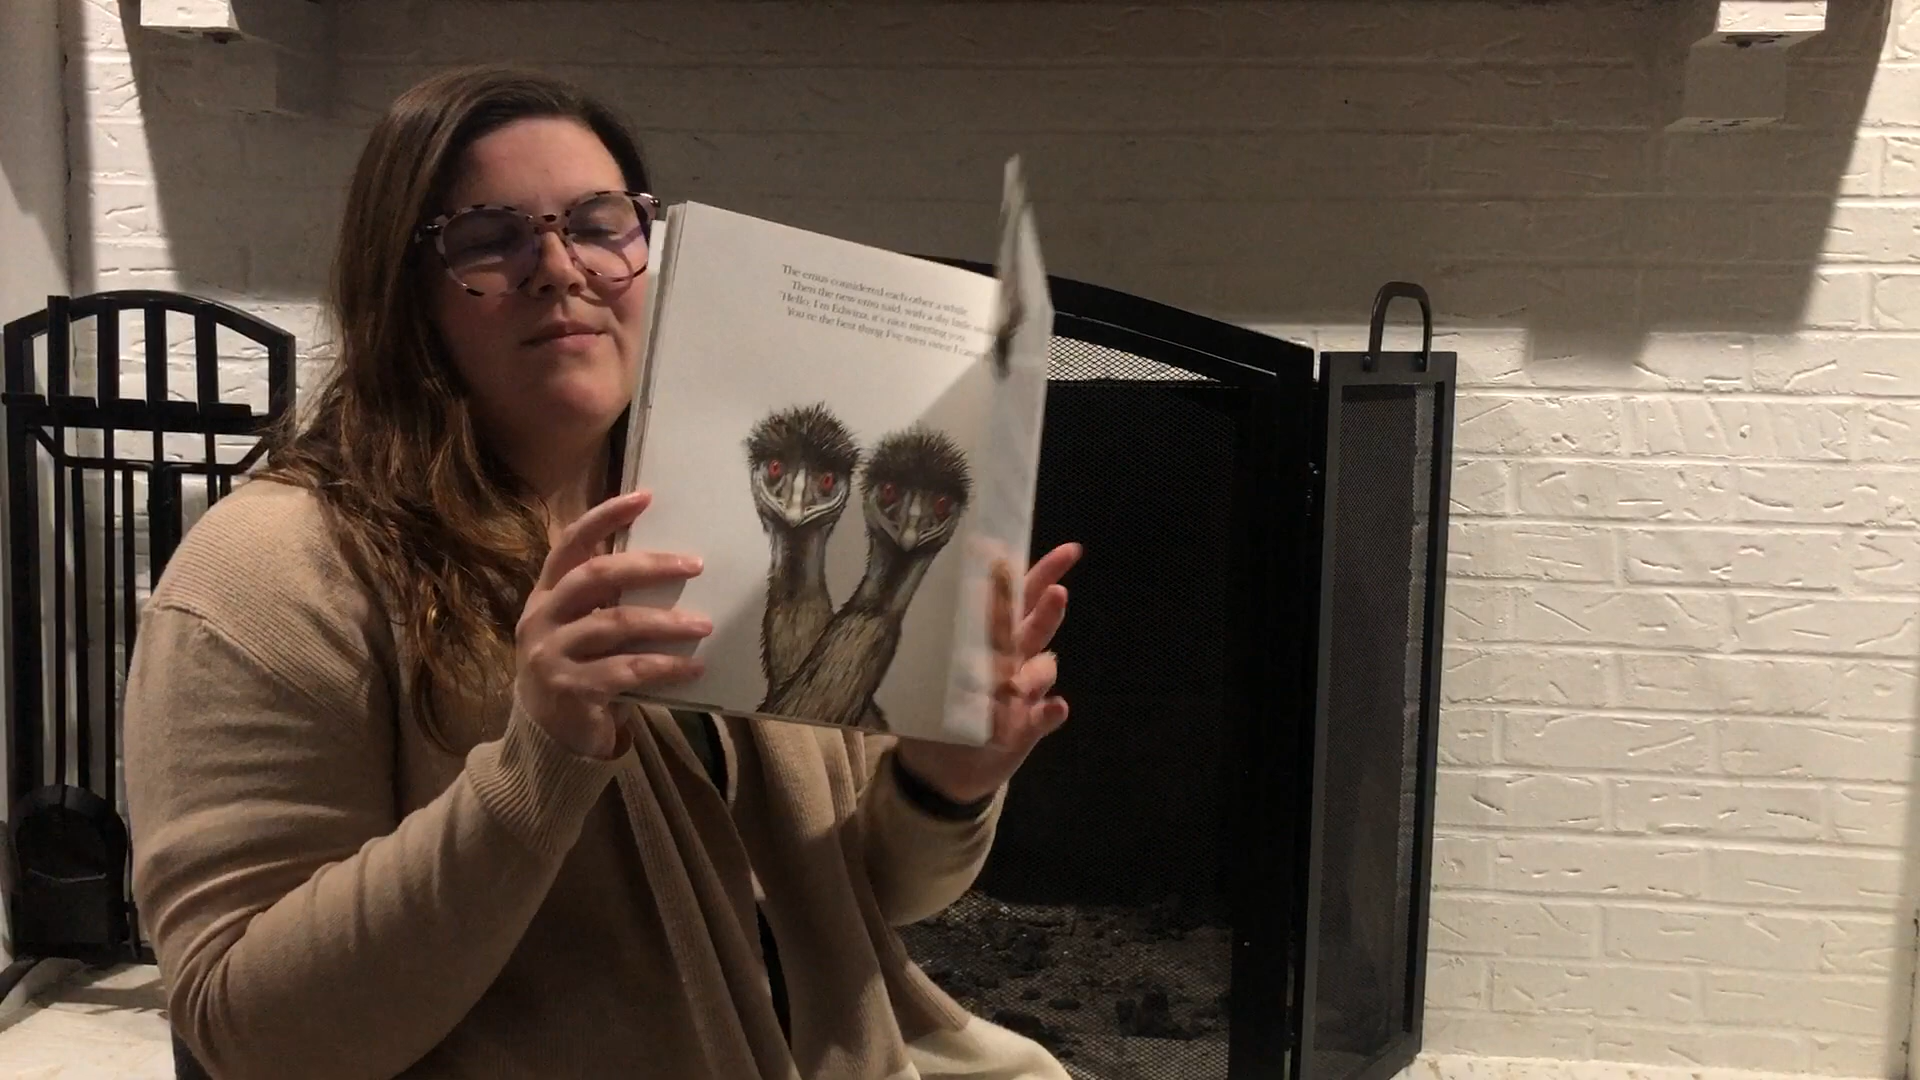 The emus considered each other a while.
Then the new emu said, with a shy little
"Hello, I'm Edwina, it's nice meeting you.
You're the best thing I've seen since I